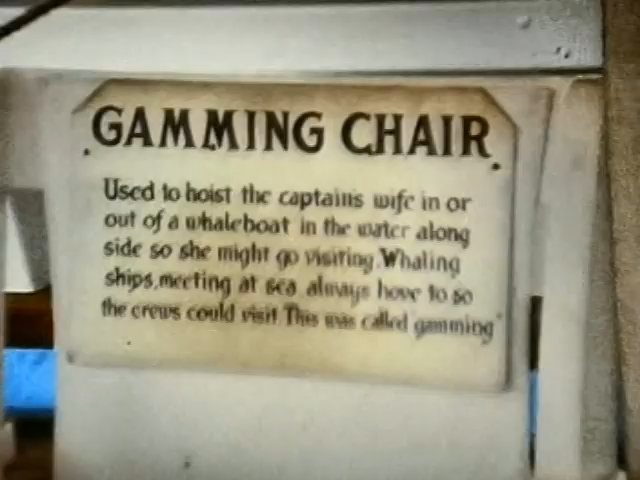 GAMMING CHAIR
Used to hoist the captain's wife in or
out of a whaleboat in the water along
side so she might go visiting. Whaling
ships, meeting at sea always hove to so
the crews could visit. This was called gamming"